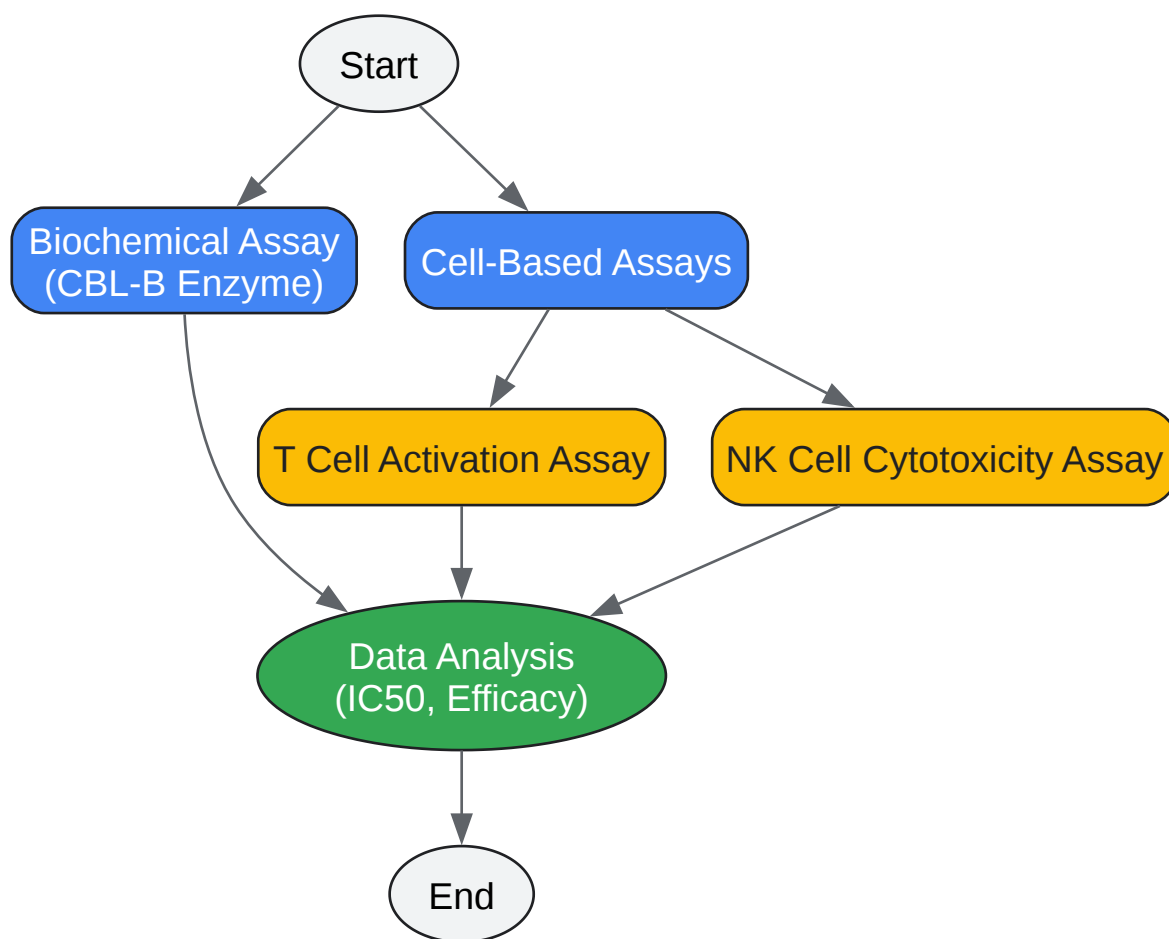 Start
Biochemical Assay
(CBL-B Enzyme)
Cell-Based Assays
T Cell Activation Assay
NK Cell Cytotoxicity Assay
Data Analysis
(IC50, Efficacy)
End